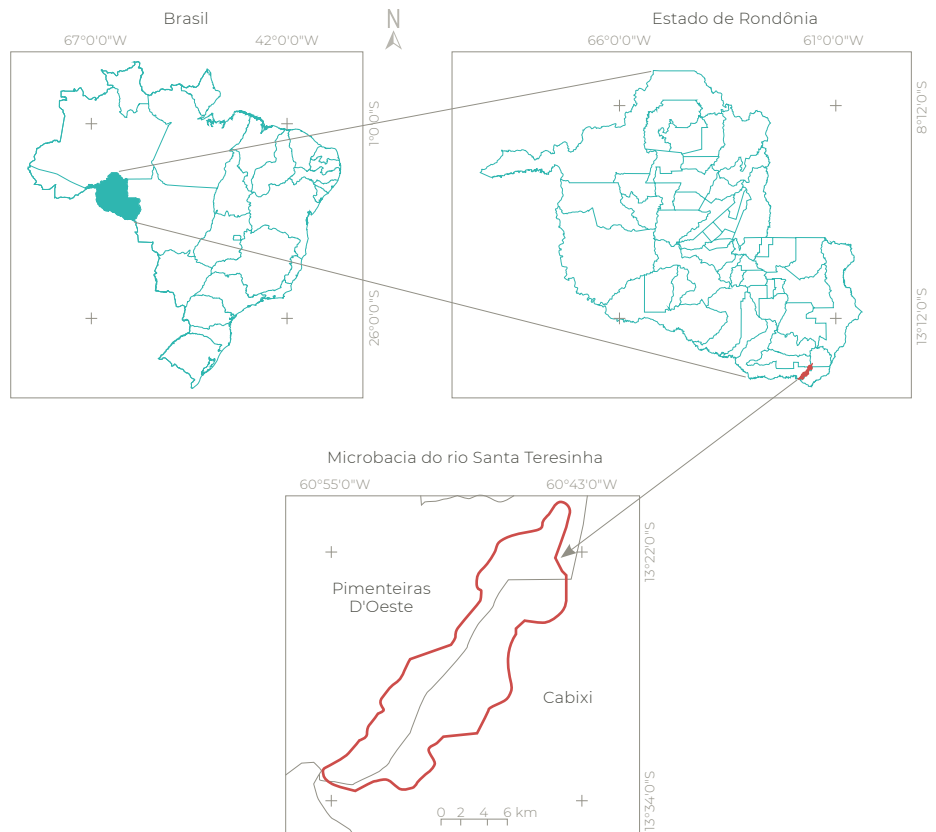 Brasil
67°0'0"W
42°0'0"W
1°0'0"S
26°0'0"S
N
Estado de Rondônia
66°0'0"W
61°0'0"W
8°12'0"S
13°12'0"S
Microbacia do rio Santa Teresinha
60°55'0"W
60°43'0"W
13°22'0"S
13°34'0"S
Pimenteiras
D'Oeste
Cabixi
0 2 4 6 km